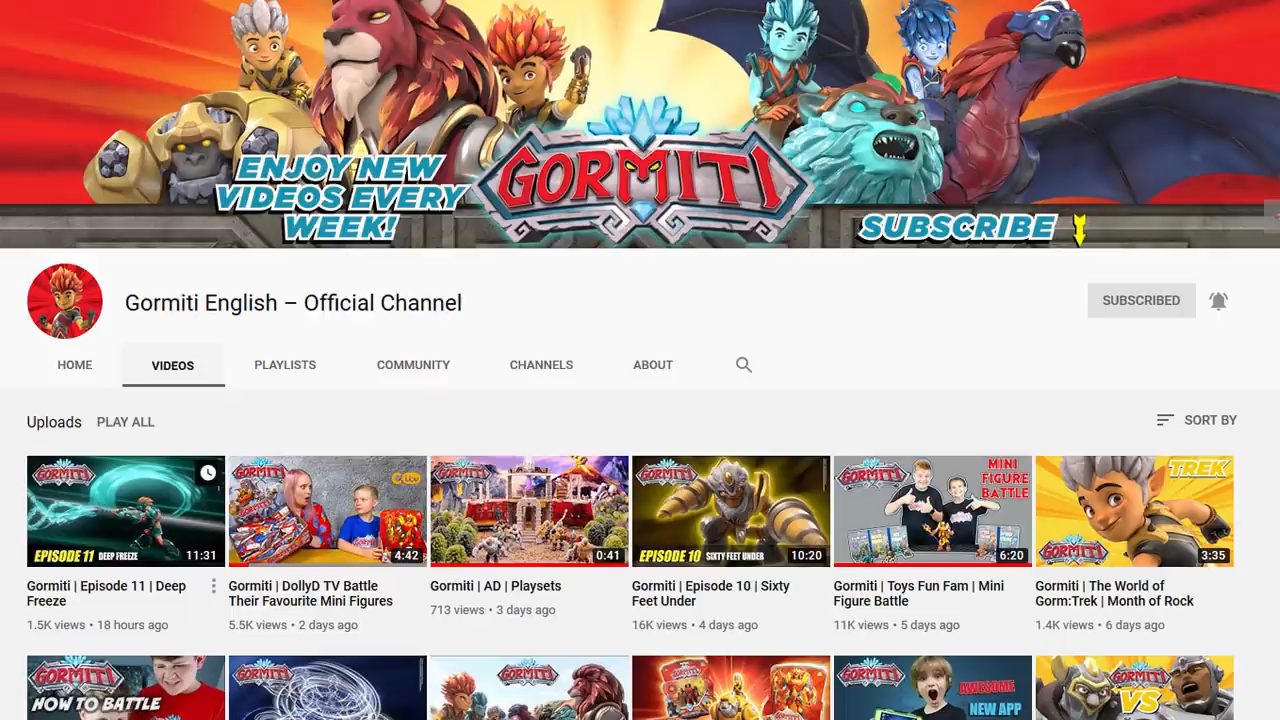 ENJOY NEW
VIDEOS EVERY
WEEK!
GORMITI
SUBSCRIBE
Gormiti English – Official Channel
SUBSCRIBED
HOME
VIDEOS
PLAYLISTS
COMMUNITY
CHANNELS
ABOUT
Uploads
PLAY ALL
SORT BY
GORMITI
EPISODE 11 DEEP FREEZE
11:31
GORMITI
citv
4:42
GORMITI
0:41
GORMITI
EPISODE 10 SIXTY FEET UNDER
10:20
GORMITI
MINI
FIGURE
BATTLE
6:20
TREK
GORMITI
3:35
Gormiti | Episode 11 | Deep
Freeze
1.5K views • 18 hours ago
Gormiti | DollyD TV Battle
Their Favourite Mini Figures
5.5K views • 2 days ago
Gormiti | AD | Playsets
713 views • 3 days ago
Gormiti | Episode 10 | Sixty
Feet Under
16K views • 4 days ago
Gormiti | Toys Fun Fam | Mini
Figure Battle
11K views • 5 days ago
Gormiti | The World of
Gorm:Trek | Month of Rock
1.4K views • 6 days ago
GORMITI
HOW TO BATTLE
GORMITI
GORMITI
GORMITI
GORMITI
AWESOME
NEW APP
GORMITI
VS